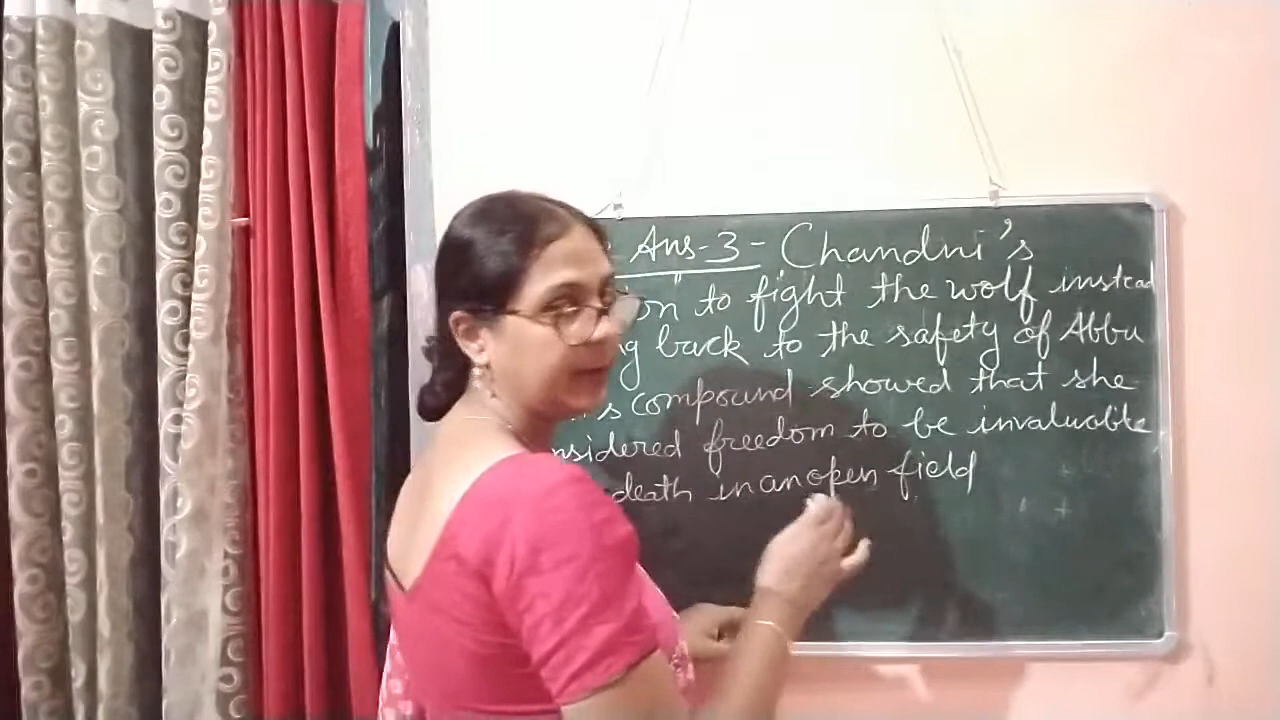 Ans-3 - Chandni's
to fight the wolf instead
back to the safety of Abbu
compound showed that she
freedom to be invaluable
death in an open field